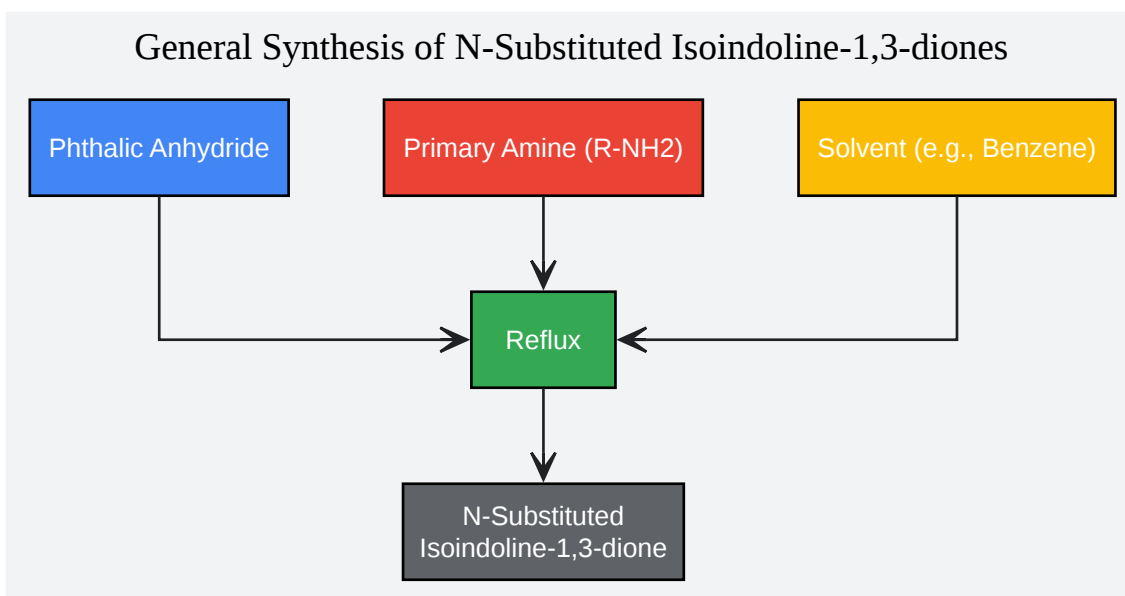 General Synthesis of N-Substituted Isoindoline-1,3-diones
Phthalic Anhydride
Primary Amine (R-NH2)
Solvent (e.g., Benzene)
Reflux
N-Substituted
Isoindoline-1,3-dione